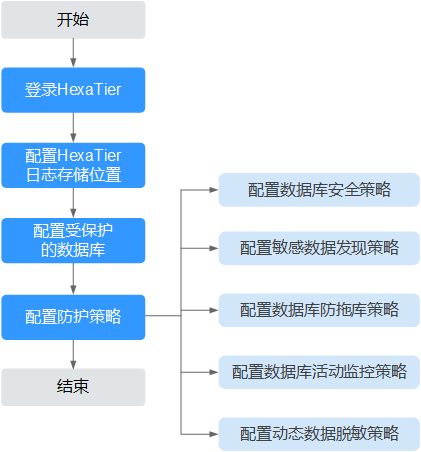 开始
登录HexaTier
配置HexaTier
日志存储位置
配置受保护
的数据库
配置防护策略
结束
配置数据库安全策略
配置敏感数据发现策略
配置数据库防拖库策略
配置数据库活动监控策略
配置动态数据脱敏策略